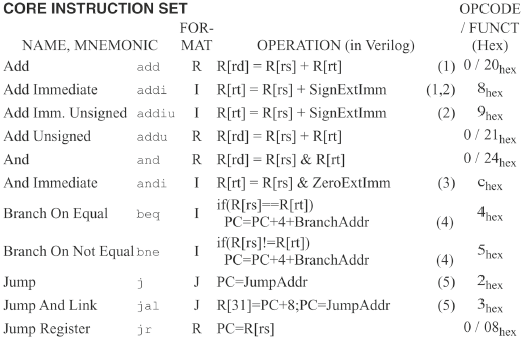 CORE INSTRUCTION SET OPCODE
FOR- / FUNCT
NAME, MNEMONIC MAT OPERATION (in Verilog) (Hex)
Add add R R[rd] = R[rs] + R[rt] (1) 0 / 20hex
Add Immediate addi I R[rt] = R[rs] + SignExtImm (1,2) 8hex
Add Imm. Unsigned addiu I R[rt] = R[rs] + SignExtImm (2) 9hex
Add Unsigned addu R R[rd] = R[rs] + R[rt] 0 / 21hex
And and R R[rd] = R[rs] & R[rt] 0 / 24hex
And Immediate andi I R[rt] = R[rs] & ZeroExtImm (3) chex
Branch On Equal beq I if(R[rs]==R[rt])
PC=PC+4+BranchAddr (4) 4hex
Branch On Not Equal bne I if(R[rs]!=R[rt])
PC=PC+4+BranchAddr (4) 5hex
Jump j J PC=JumpAddr (5) 2hex
Jump And Link jal J R[31]=PC+8;PC=JumpAddr (5) 3hex
Jump Register jr R PC=R[rs] 0 / 08hex